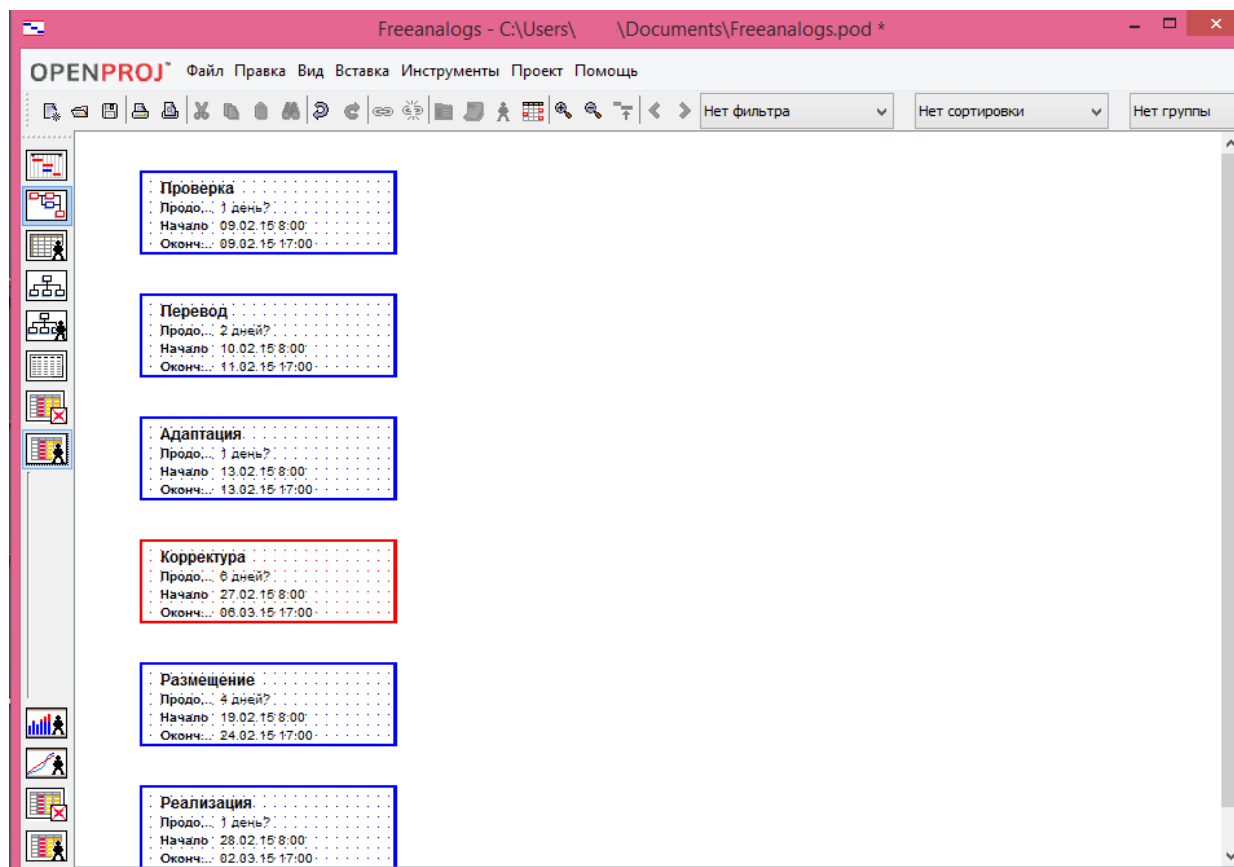 Freeanalogs - C:\Users\ \Documents\Freeanalogs.pod *
OPENPROJ™ Файл Правка Вид Вставка Инструменты Проект Помощь
Нет фильтра Нет сортировки Нет группы
Проверка
Продо,.. 1 день?
Начало 09.02.15 8:00
Оконч:.. 09.02.15 17:00
Перевод
Продо,.. 2 дней?
Начало 10.02.15 8:00
Оконч:.. 11.02.15 17:00
Адаптация
Продо,.. 1 день?
Начало 13.02.15 8:00
Оконч:.. 13.02.15 17:00
Корректура
Продо,.. 6 дней?
Начало 27.02.15 8:00
Оконч:.. 06.03.15 17:00
Размещение
Продо,.. 4 дней?
Начало 19.02.15 8:00
Оконч:.. 24.02.15 17:00
Реализация
Продо,.. 1 день?
Начало 28.02.15 8:00
Оконч:.. 02.03.15 17:00